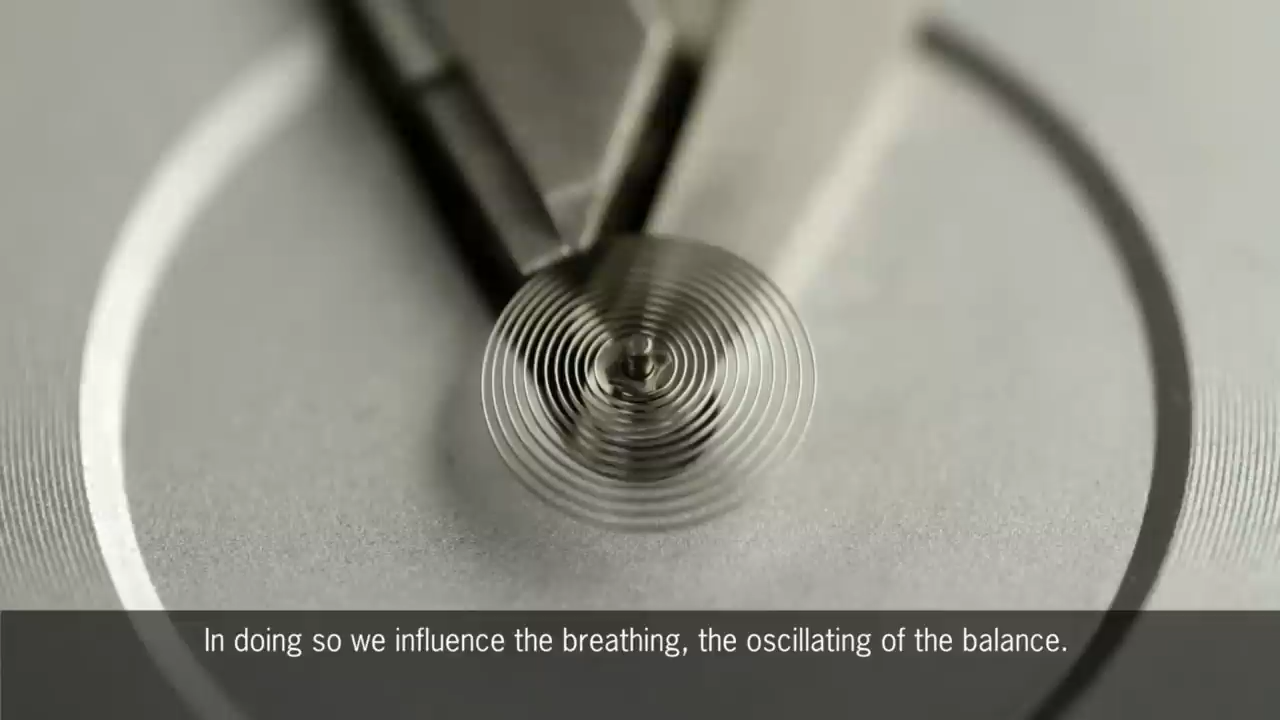 In doing so we influence the breathing, the oscillating of the balance.